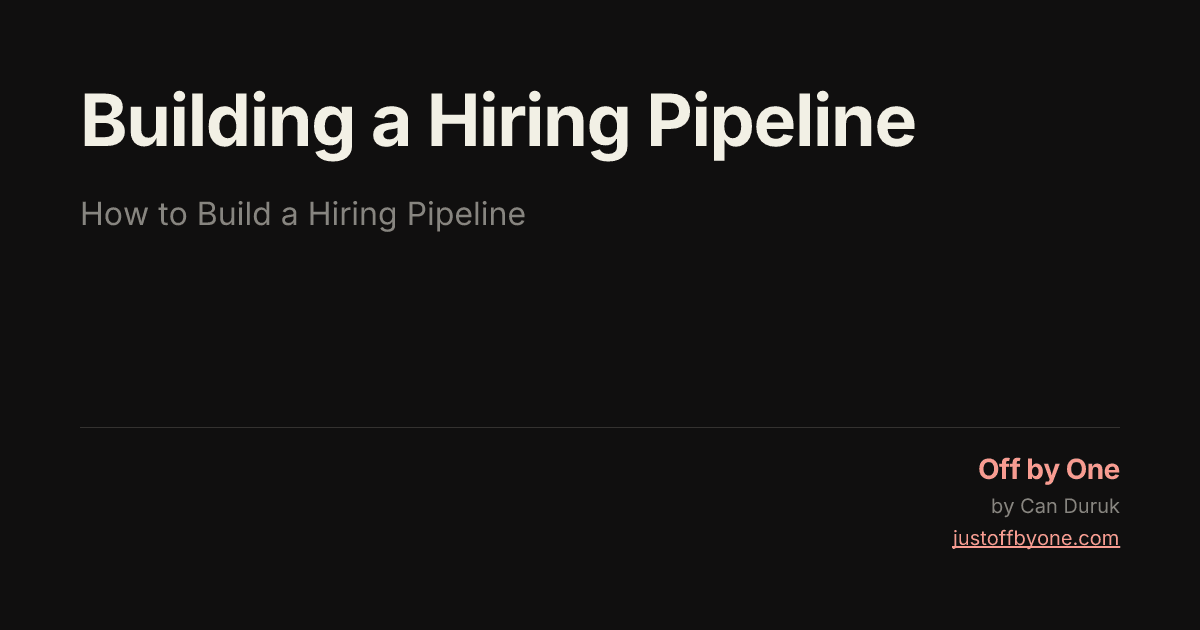 Building a Hiring Pipeline
How to Build a Hiring Pipeline
Off by One
by Can Duruk
justoffbyone.com